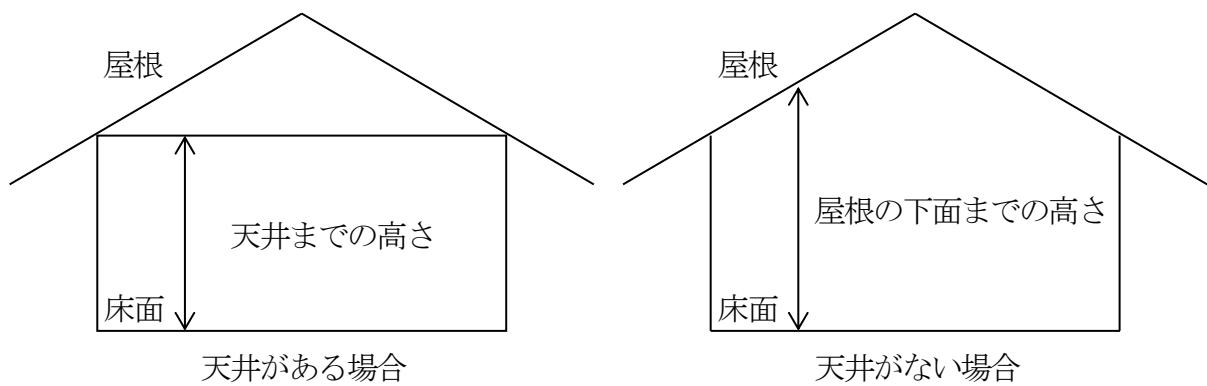 屋根
天井までの高さ
床面
天井がある場合
屋根
屋根の下面までの高さ
床面
天井がない場合